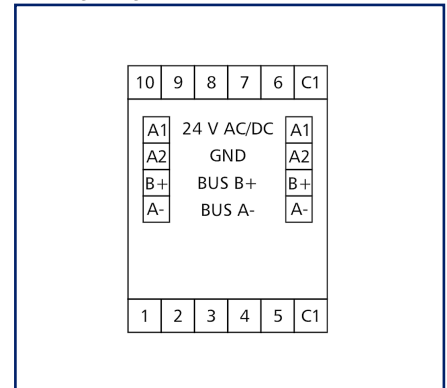 10 9 8 7 6 C1
A1 24 V AC/DC A1
A2 GND A2
B+ BUS B+ B+
A- BUS A- A-
1 2 3 4 5 C1